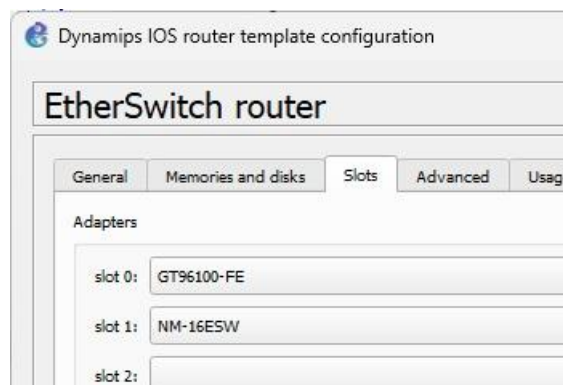 Dynamips IOS router template configuration
EtherSwitch router
General Memories and disks Slots Advanced Usag
Adapters
slot 0: GT96100-FE
slot 1: NM-16ESW
slot 2: